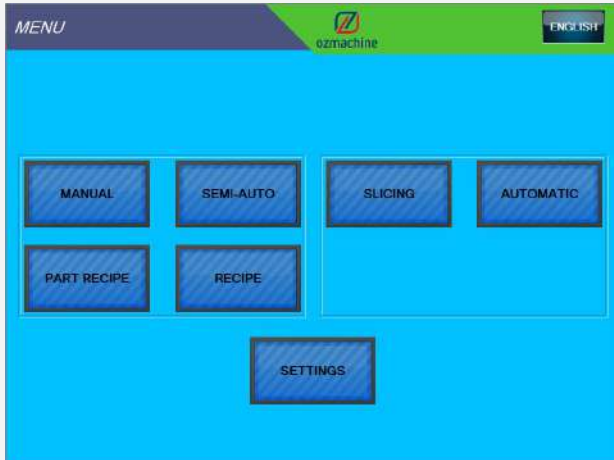 MENU
ozmachine
ENGLISH
MANUAL
SEMI-AUTO
SLICING
AUTOMATIC
PART RECIPE
RECIPE
SETTINGS